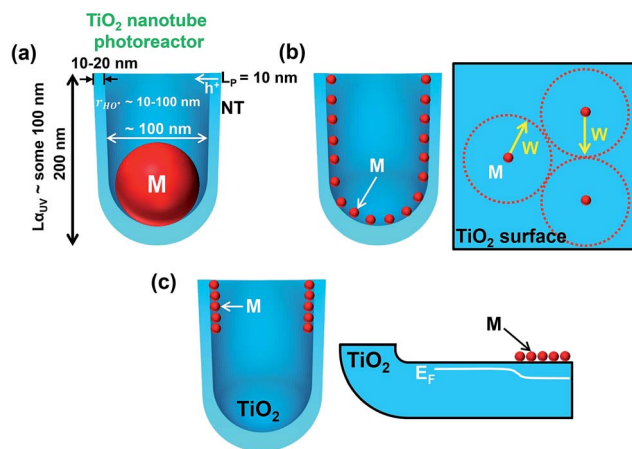 TiO2 nanotube
photoreactor
(a)
10-20 nm
LP = 10 nm
h+
NT
rHO• ~ 10-100 nm
~ 100 nm
M
LαUV ~ some 100 nm
200 nm
(b)
M
W
W
M
TiO2 surface
(c)
M
TiO2
M
TiO2
EF